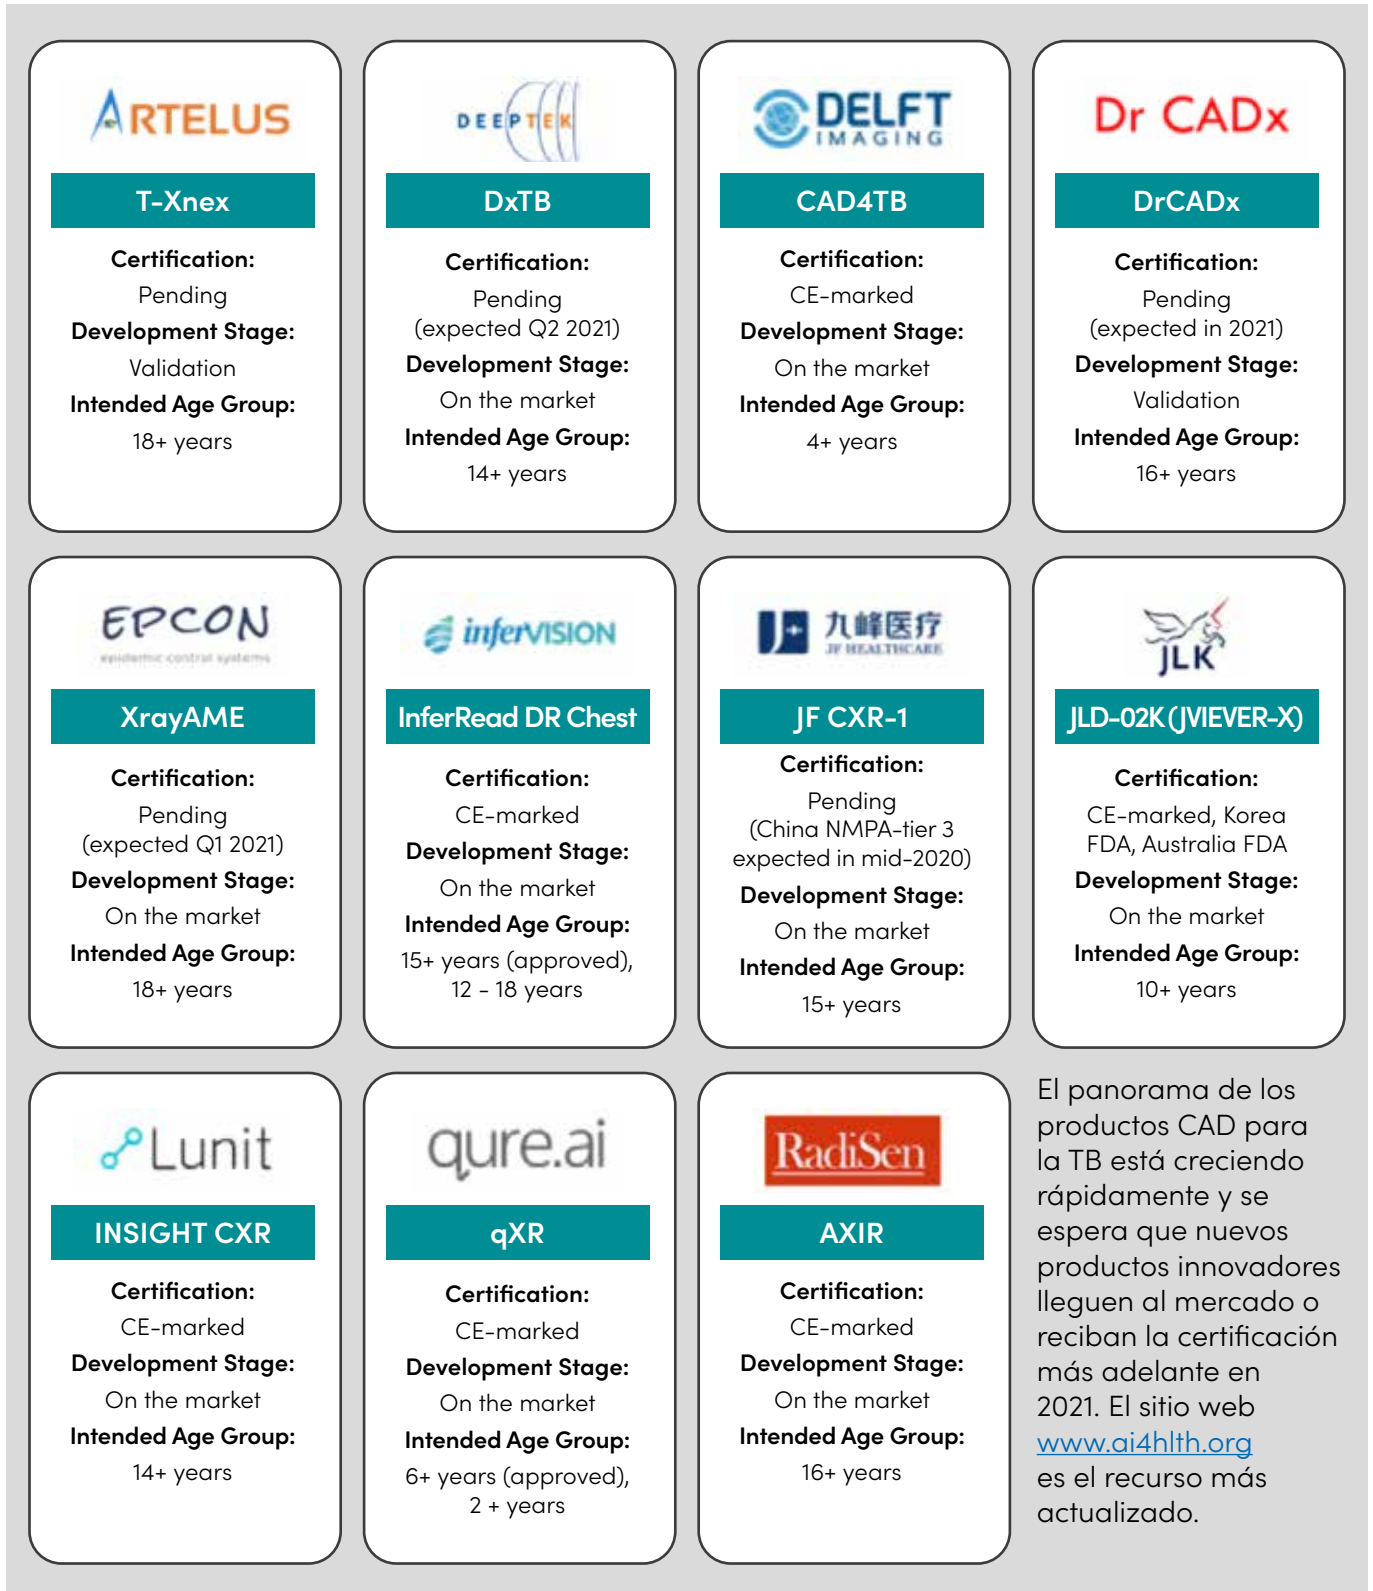 ARTELUS
T-Xnex
Certification:
Pending
Development Stage:
Validation
Intended Age Group:
18+ years
DEEPTEK
DxTB
Certification:
Pending
(expected Q2 2021)
Development Stage:
On the market
Intended Age Group:
14+ years
DELFT
IMAGING
CAD4TB
Certification:
CE-marked
Development Stage:
On the market
Intended Age Group:
4+ years
Dr CADx
DrCADx
Certification:
Pending
(expected in 2021)
Development Stage:
Validation
Intended Age Group:
16+ years
EPCON
epidemic control systems
XrayAME
Certification:
Pending
(expected Q1 2021)
Development Stage:
On the market
Intended Age Group:
18+ years
inferVISION
InferRead DR Chest
Certification:
CE-marked
Development Stage:
On the market
Intended Age Group:
15+ years (approved),
12 - 18 years
九峰医疗
JF HEALTHCARE
JF CXR-1
Certification:
Pending
(China NMPA-tier 3
expected in mid-2020)
Development Stage:
On the market
Intended Age Group:
15+ years
JLK
JLD-02K (JVIEVER-X)
Certification:
CE-marked, Korea
FDA, Australia FDA
Development Stage:
On the market
Intended Age Group:
10+ years
Lunit
INSIGHT CXR
Certification:
CE-marked
Development Stage:
On the market
Intended Age Group:
14+ years
qure.ai
qXR
Certification:
CE-marked
Development Stage:
On the market
Intended Age Group:
6+ years (approved),
2 + years
RadiSen
AXIR
Certification:
CE-marked
Development Stage:
On the market
Intended Age Group:
16+ years
El panorama de los
productos CAD para
la TB está creciendo
rápidamente y se
espera que nuevos
productos innovadores
lleguen al mercado o
reciban la certificación
más adelante en
2021. El sitio web
www.ai4hlth.org
es el recurso más
actualizado.